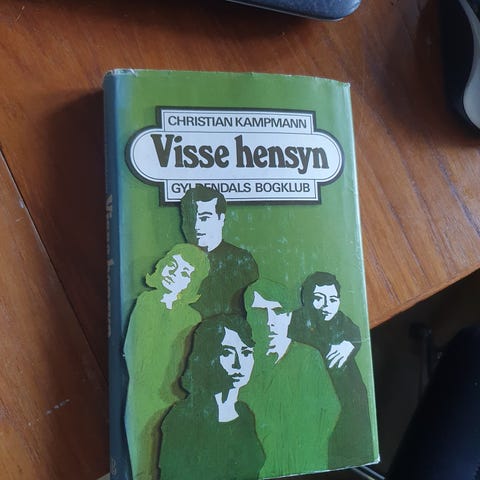 CHRISTIAN KAMPMANN
Visse hensyn
GYLDENDALS BOGKLUB